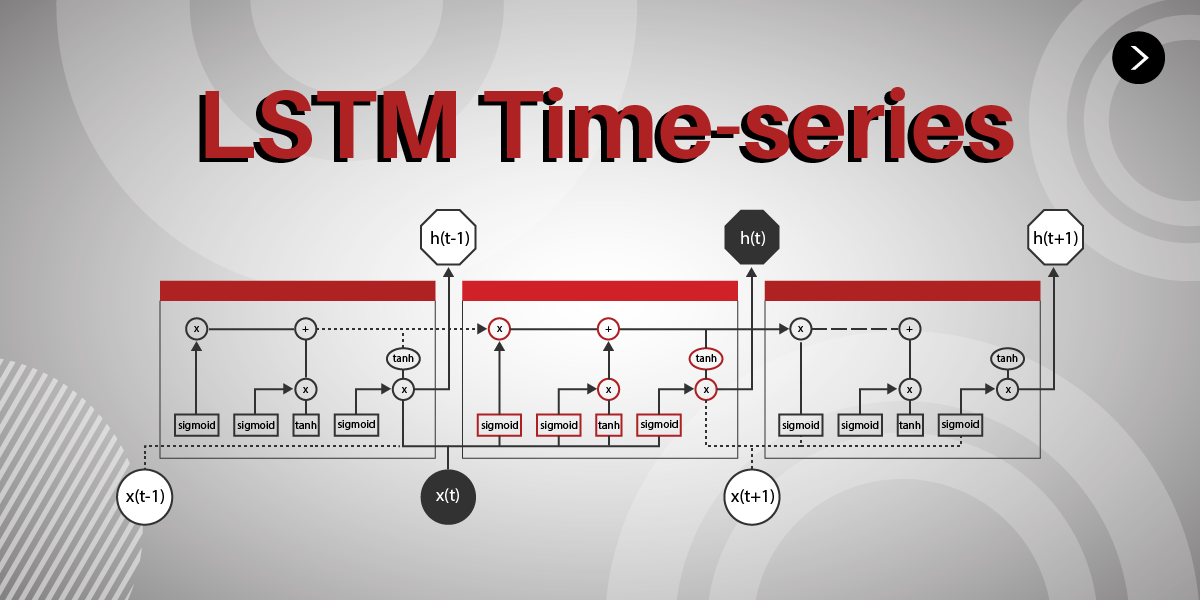 LSTM Time-series
h(t-1) h(t) h(t+1)
x + x + x +
tanh tanh tanh
x x x x x x
sigmoid sigmoid tanh sigmoid sigmoid sigmoid tanh sigmoid sigmoid sigmoid tanh sigmoid
x(t-1) x(t) x(t+1)